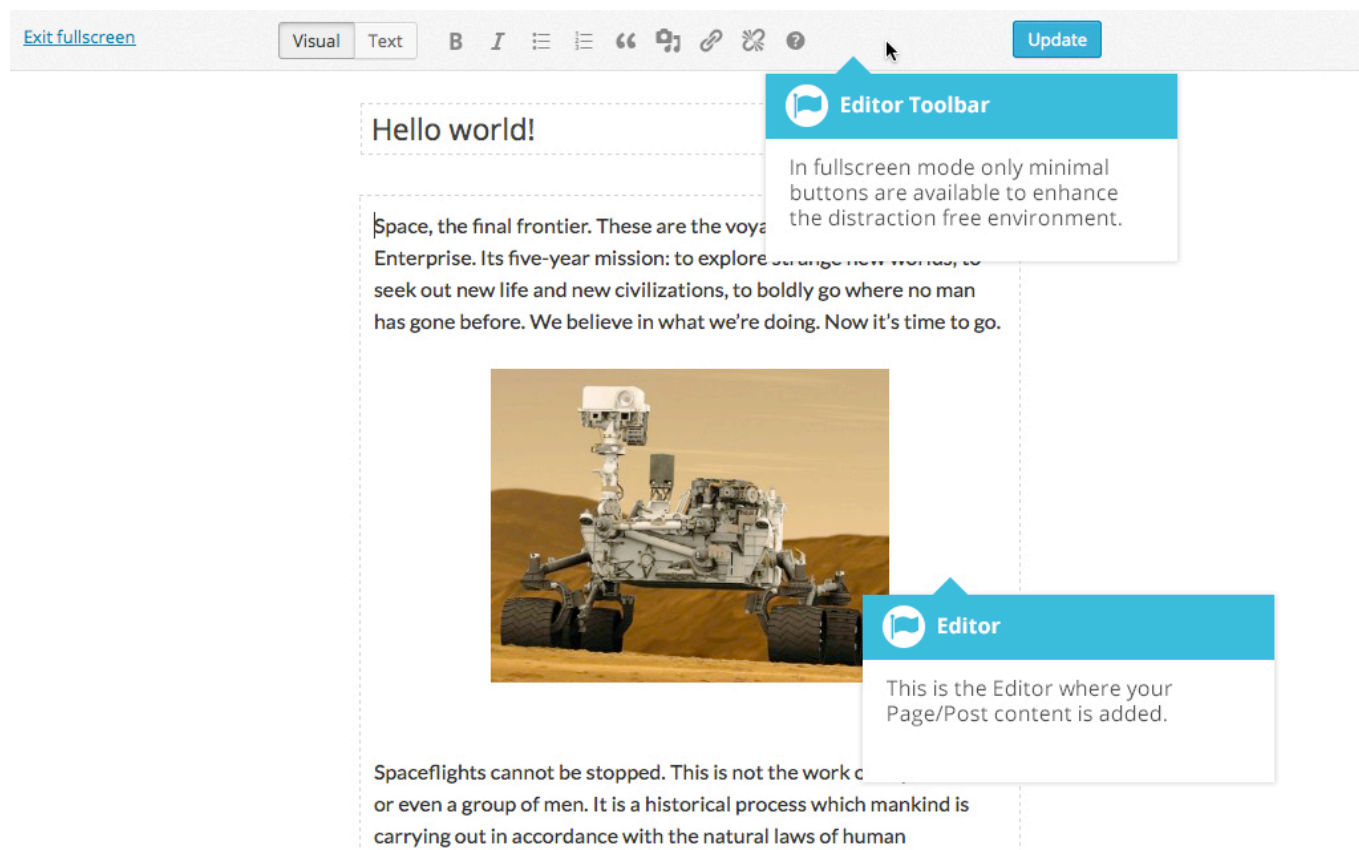 Exit fullscreen
Visual Text
Update
Editor Toolbar
In fullscreen mode only minimal
buttons are available to enhance
the distraction free environment.
Hello world!
Space, the final frontier. These are the
Enterprise. Its five-year mission: to explore strange new worlds, to
seek out new life and new civilizations, to boldly go where no man
has gone before. We believe in what we’re doing. Now it’s time to go.
Editor
This is the Editor where your
Page/Post content is added.
Spaceflights cannot be stopped. This is not the work
or even a group of men. It is a historical process which mankind is
carrying out in accordance with the natural laws of human